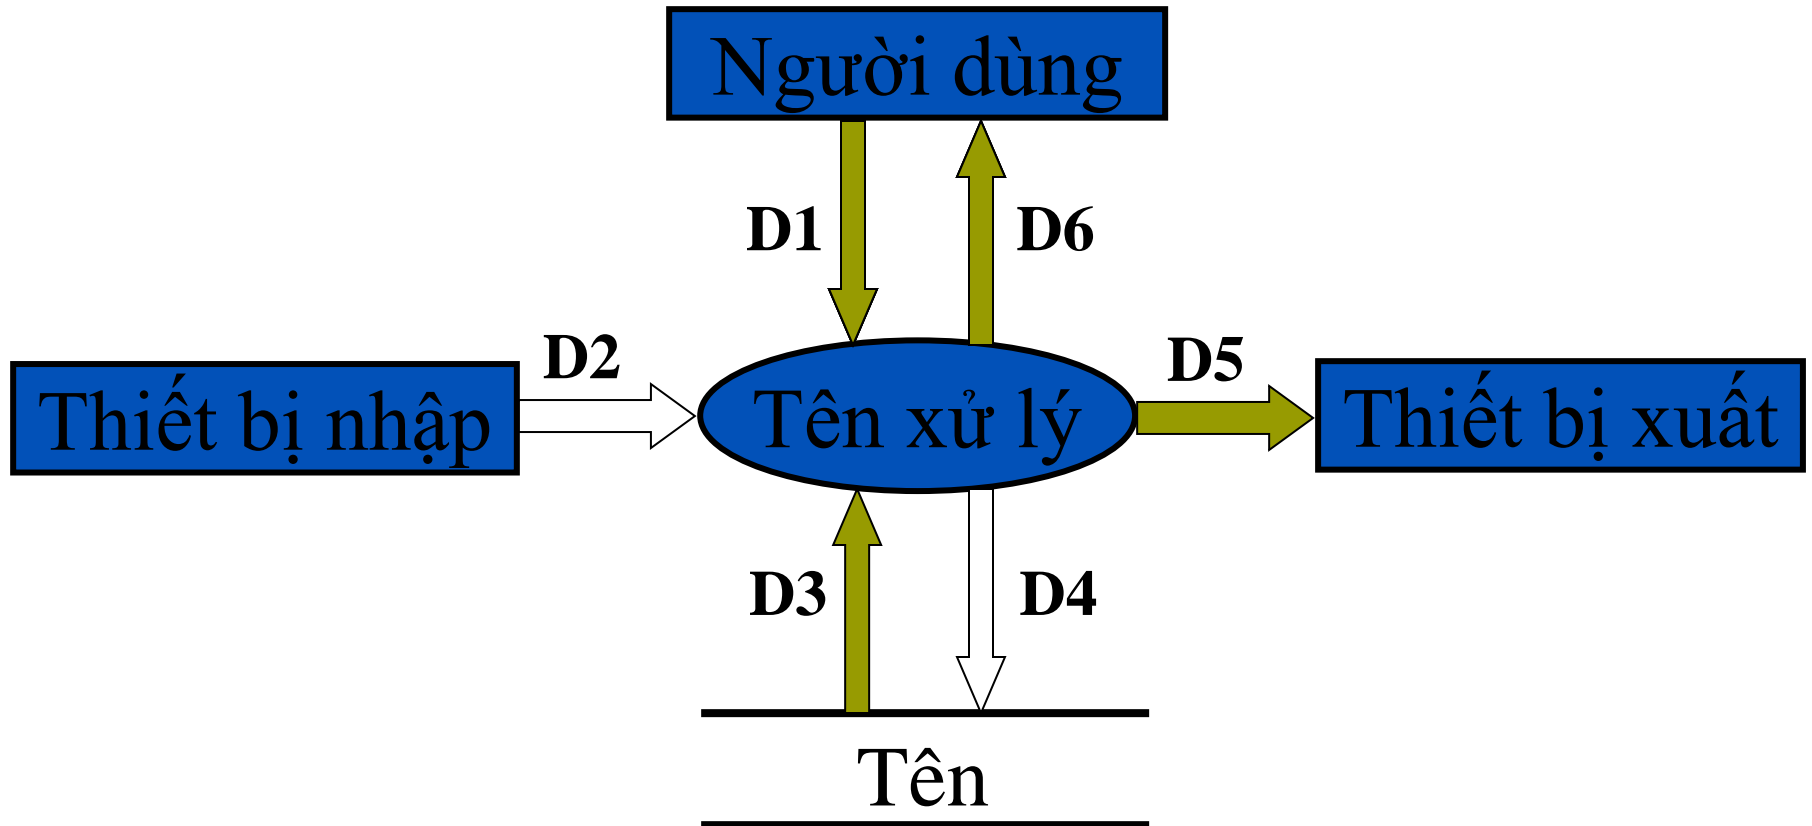 Người dùng
D1
D6
D2
D5
Thiết bị nhập
Tên xử lý
Thiết bị xuất
D3
D4
Tên